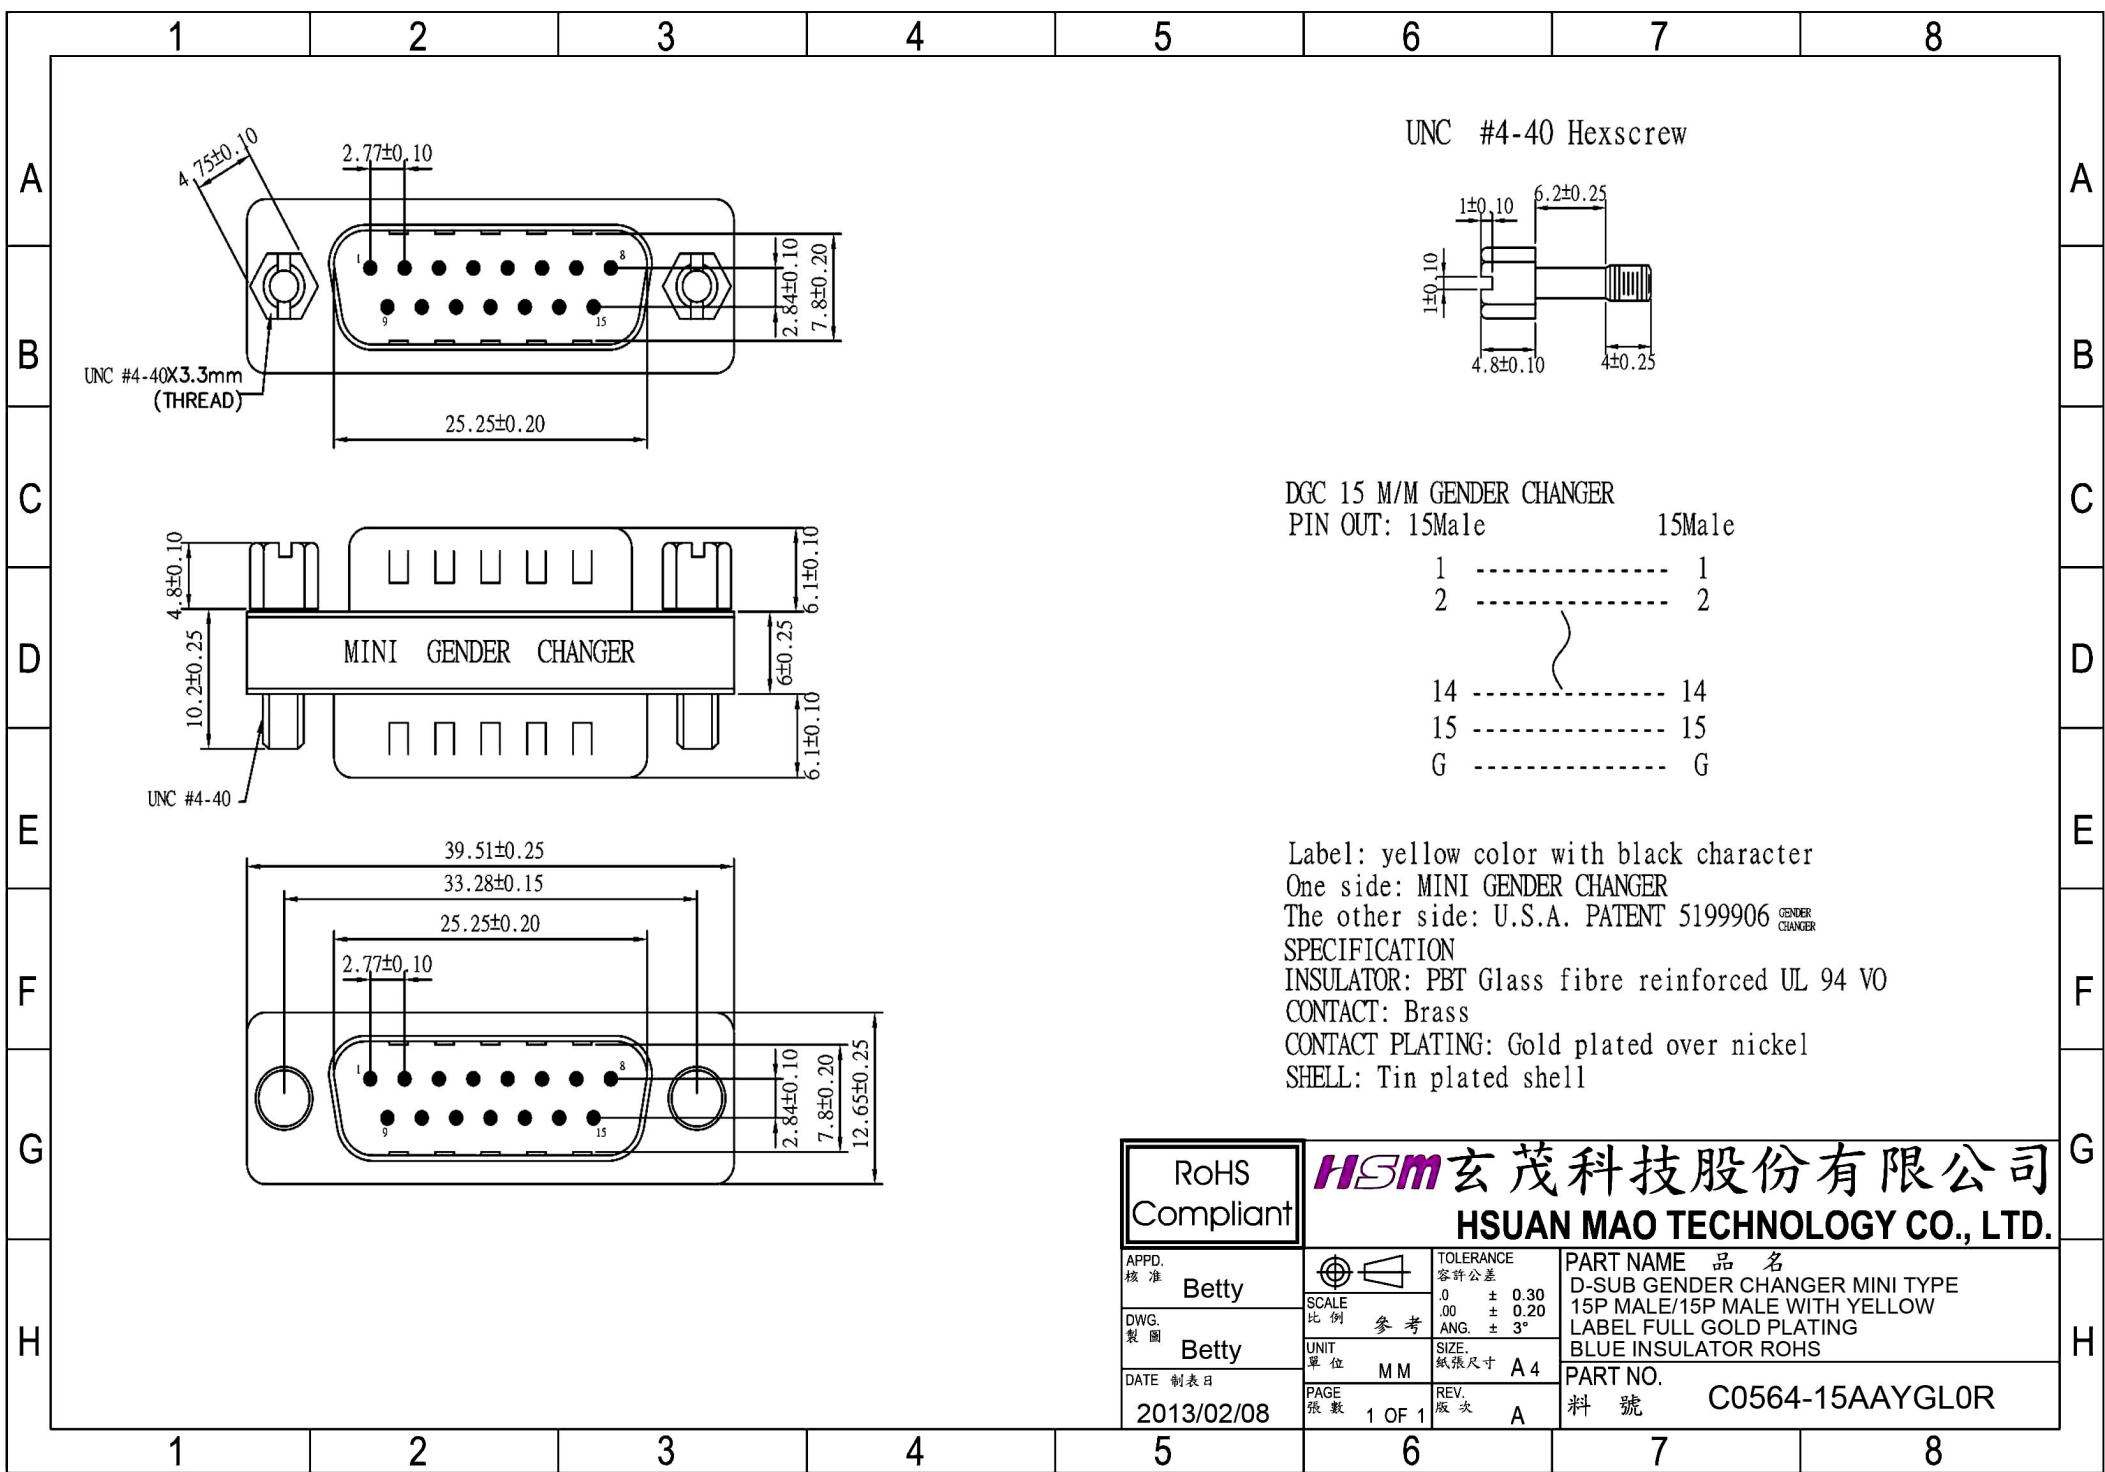 1 2 3 4 5 6 7 8
A
B
C
D
E
F
G
H
A
B
C
D
E
F
G
H
4.75±0.10
2.77±0.10
1
8
9
15
2.84±0.10
7.8±0.20
UNC #4-40X3.3mm
(THREAD)
25.25±0.20
4.8±0.10
10.2±0.25
MINI GENDER CHANGER
6.1±0.10
6±0.25
6.1±0.10
UNC #4-40
39.51±0.25
33.28±0.15
25.25±0.20
2.77±0.10
1
8
9
15
2.84±0.10
7.8±0.20
12.65±0.25
UNC #4-40 Hexscrew
1±0.10
6.2±0.25
1±0.10
4.8±0.10
4±0.25
DGC 15 M/M GENDER CHANGER
PIN OUT: 15Male 15Male
1 -------------- 1
2 -------------- 2
14 -------------- 14
15 -------------- 15
G -------------- G
Label: yellow color with black character
One side: MINI GENDER CHANGER
The other side: U.S.A. PATENT 5199906 GENDER
CHANGER
SPECIFICATION
INSULATOR: PBT Glass fibre reinforced UL 94 VO
CONTACT: Brass
CONTACT PLATING: Gold plated over nickel
SHELL: Tin plated shell
RoHS
Compliant
HSM 玄茂科技股份有限公司
HSUAN MAO TECHNOLOGY CO., LTD.
APPD.
核准 Betty
DWG.
製圖 Betty
DATE 制表日
2013/02/08
SCALE
比例 參考
UNIT
單位 MM
PAGE
張數 1 OF 1
TOLERANCE
容許公差
.0 ± 0.30
.00 ± 0.20
ANG. ± 3°
SIZE.
紙張尺寸 A4
REV.
版次 A
PART NAME 品名
D-SUB GENDER CHANGER MINI TYPE
15P MALE/15P MALE WITH YELLOW
LABEL FULL GOLD PLATING
BLUE INSULATOR ROHS
PART NO.
料號 C0564-15AAYGL0R
1 2 3 4 5 6 7 8